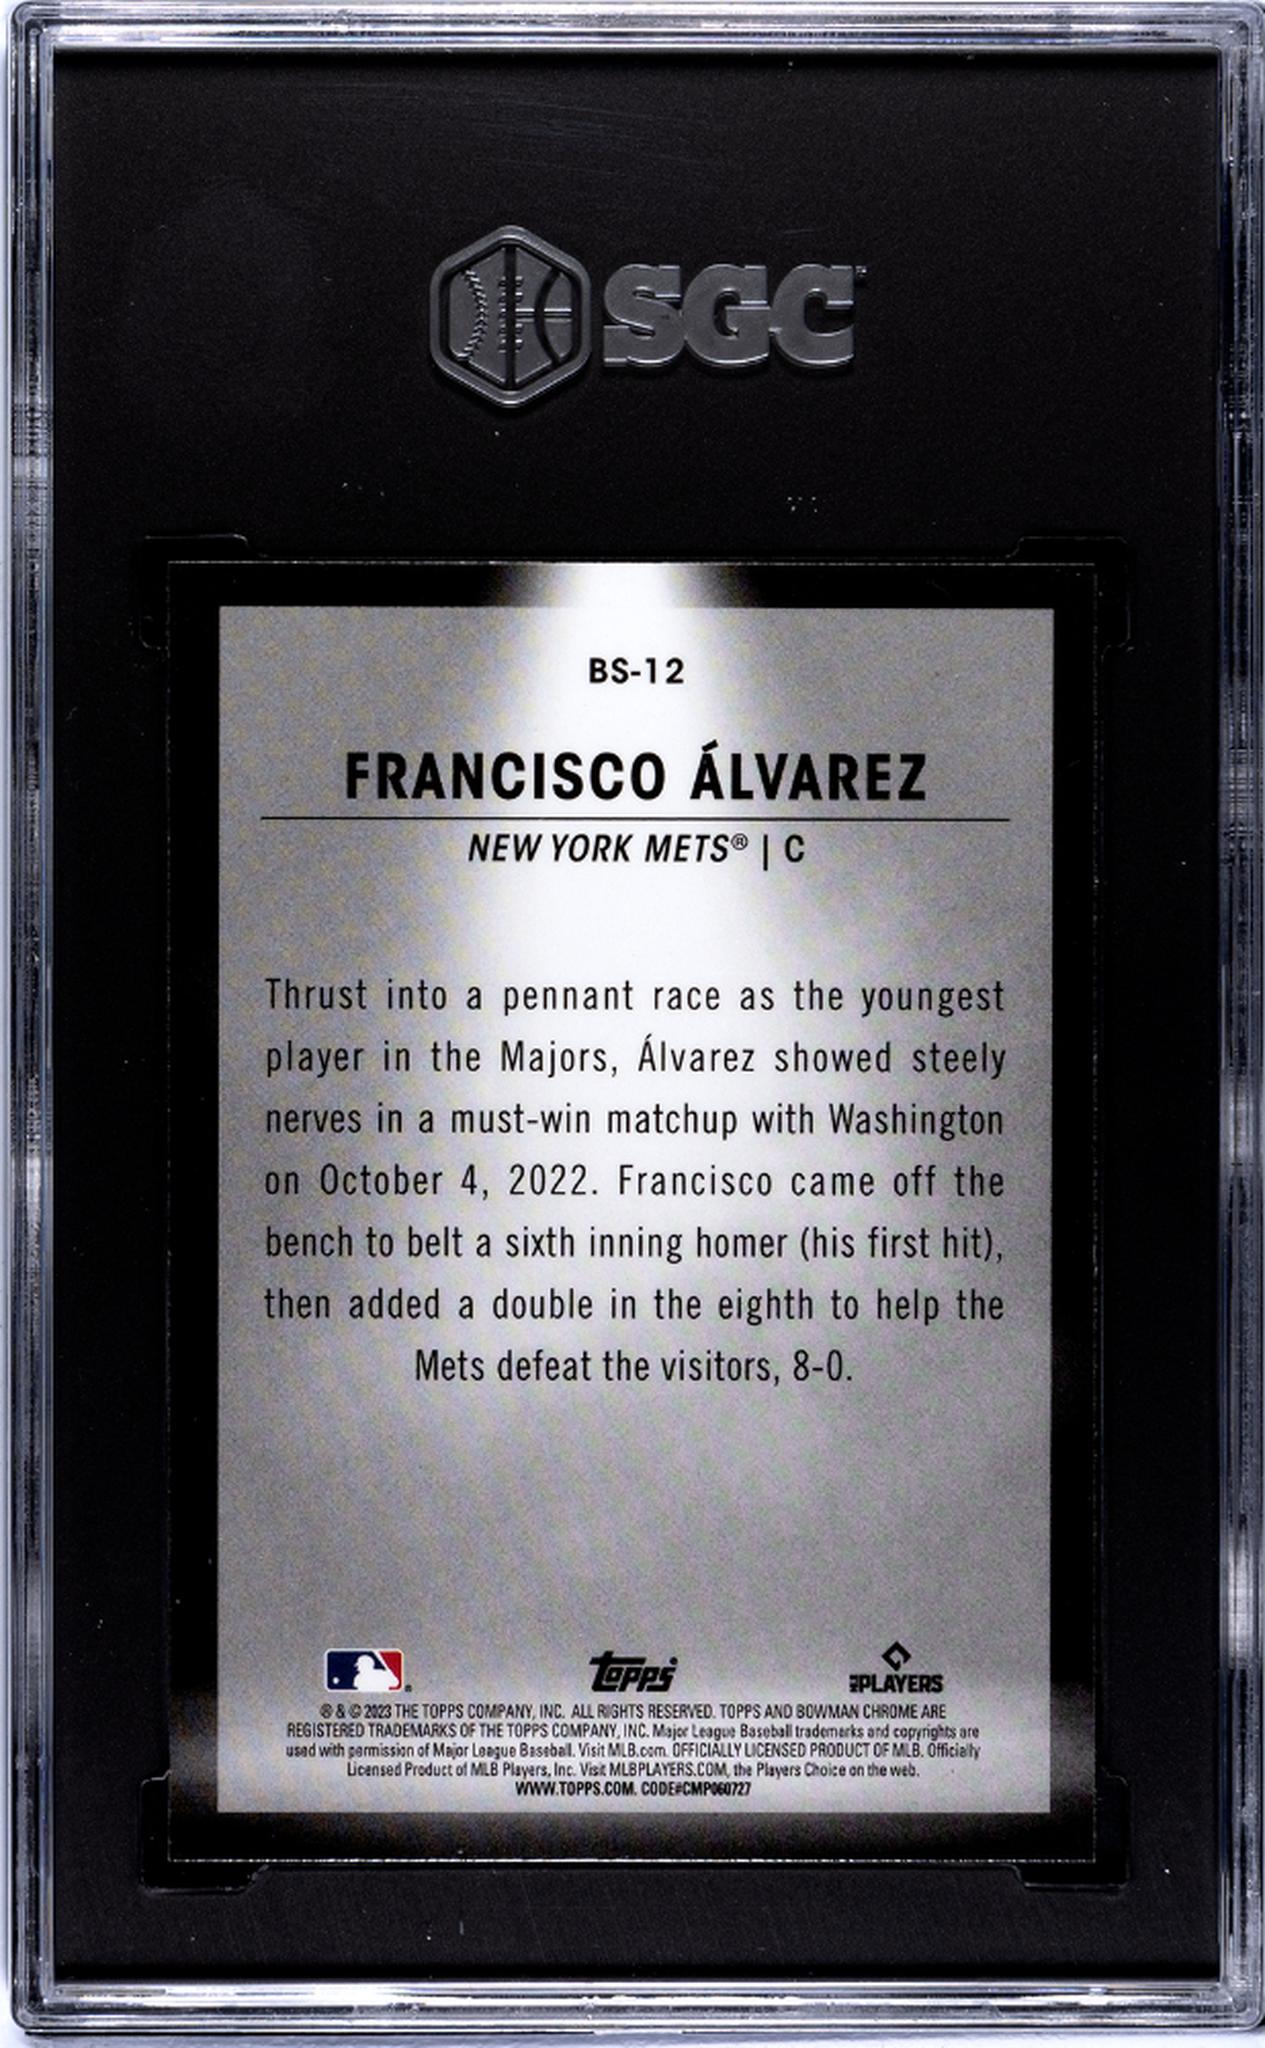 SGC
BS-12
FRANCISCO ÁLVAREZ
NEW YORK METS® | C
Thrust into a pennant race as the youngest
player in the Majors, Álvarez showed steely
nerves in a must-win matchup with Washington
on October 4, 2022. Francisco came off the
bench to belt a sixth inning homer (his first hit),
then added a double in the eighth to help the
Mets defeat the visitors, 8-0.
topps PLAYERS
® & © 2023 THE TOPPS COMPANY, INC. ALL RIGHTS RESERVED. TOPPS AND BOWMAN CHROME ARE
REGISTERED TRADEMARKS OF THE TOPPS COMPANY, INC. Major League Baseball trademarks and copyrights are
used with permission of Major League Baseball. Visit MLB.com. OFFICIALLY LICENSED PRODUCT OF MLB. Officially
Licensed Product of MLB Players, Inc. Visit MLBPLAYERS.COM, the Players Choice on the web.
WWW.TOPPS.COM. CODE#CMP060727